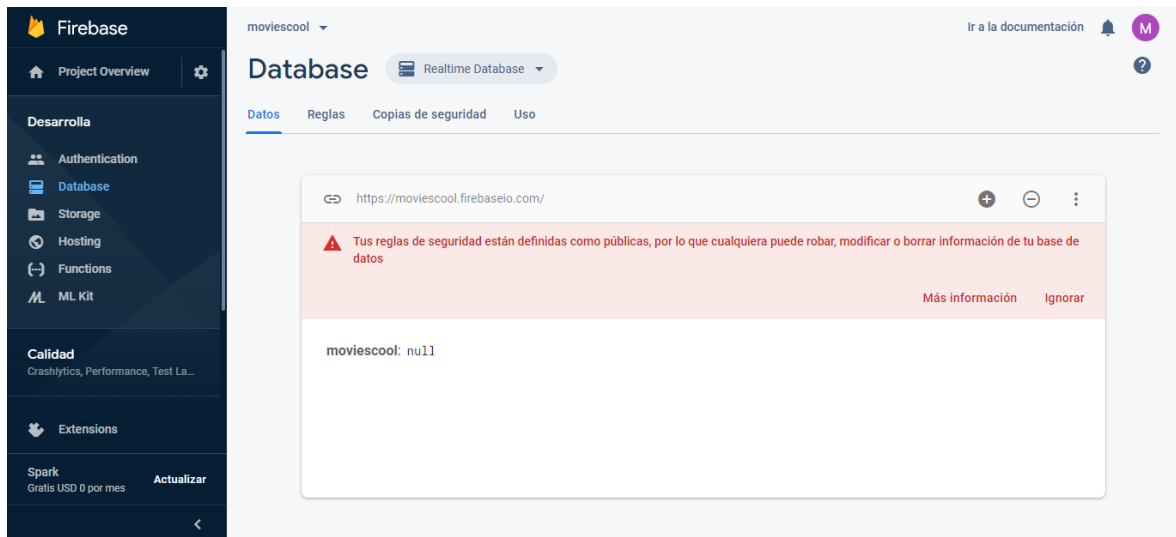 Firebase
Project Overview
Desarrolla
Authentication
Database
Storage
Hosting
Functions
ML Kit
Calidad
Crashlytics, Performance, Test La...
Extensions
Spark
Gratis USD 0 por mes
Actualizar
moviescool
Ir a la documentación
M
Database
Realtime Database
Datos
Reglas
Copias de seguridad
Uso
https://moviescool.firebaseio.com/
Tus reglas de seguridad están definidas como públicas, por lo que cualquiera puede robar, modificar o borrar información de tu base de
datos
Más información
Ignorar
moviescool: null